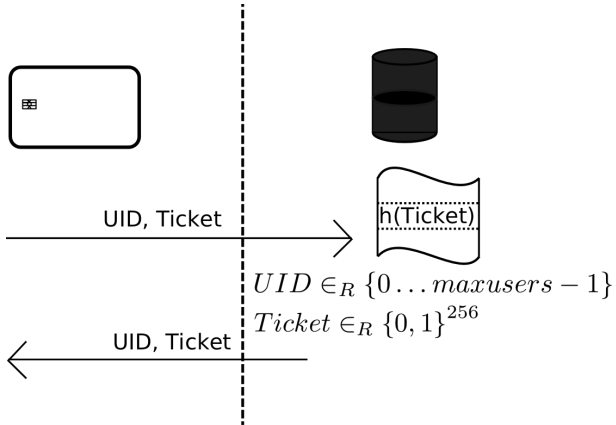 h(Ticket)
UID, Ticket
UID ∈_R {0 … maxusers − 1}
Ticket ∈_R {0, 1}^256
UID, Ticket